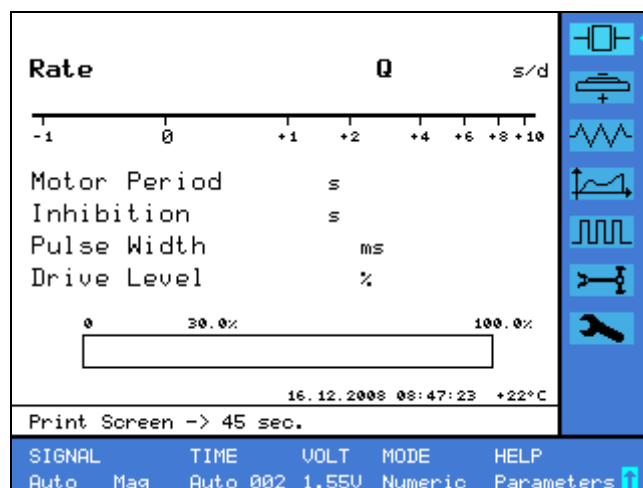 Rate Q s/d
-1 0 +1 +2 +4 +6 +8 +10
Motor Period s
Inhibition s
Pulse Width ms
Drive Level %
0 30.0% 100.0%
16.12.2008 08:47:23 +22°C
Print Screen -> 45 sec.
SIGNAL TIME VOLT MODE HELP
Auto Mag Auto 002 1.55V Numeric Parameters